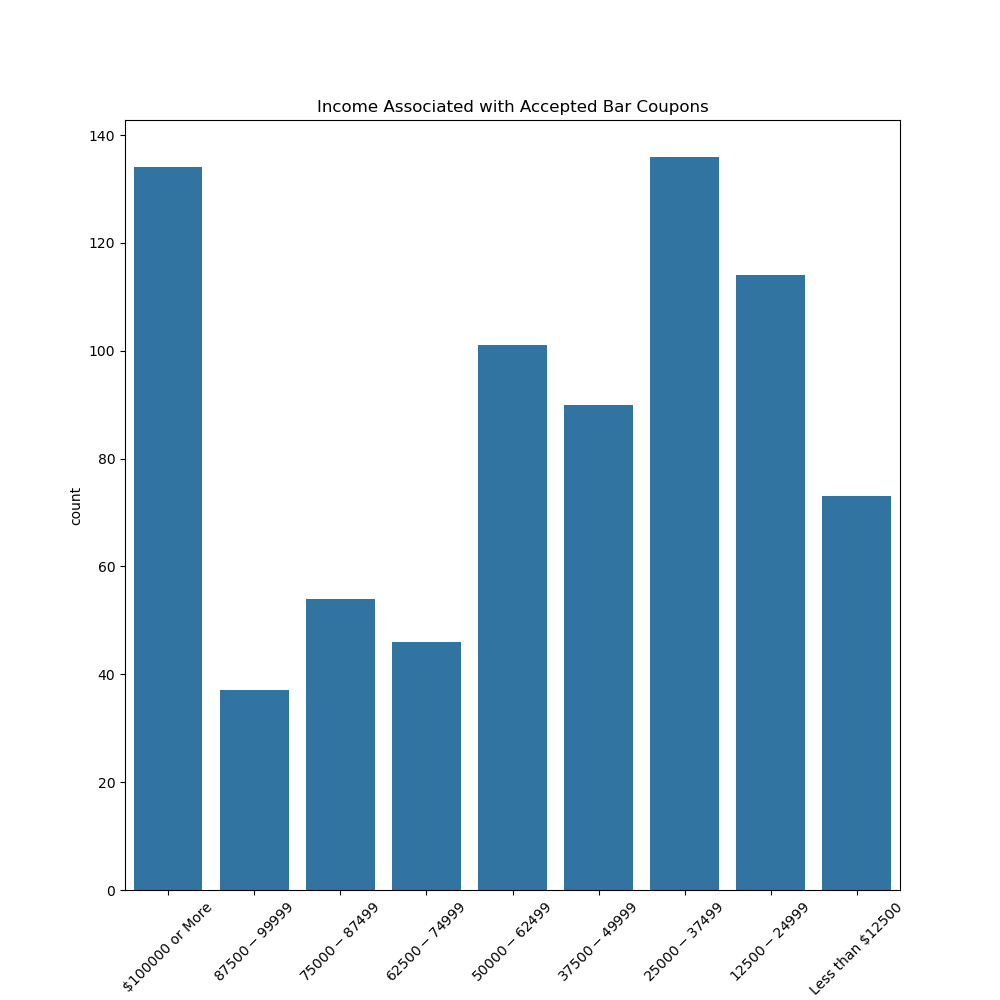 Income Associated with Accepted Bar Coupons
140
120
100
80
60
40
20
0
count
$100000 or More
87500 − 99999
75000 − 87499
62500 − 74999
50000 − 62499
37500 − 49999
25000 − 37499
12500 − 24999
Less than $12500